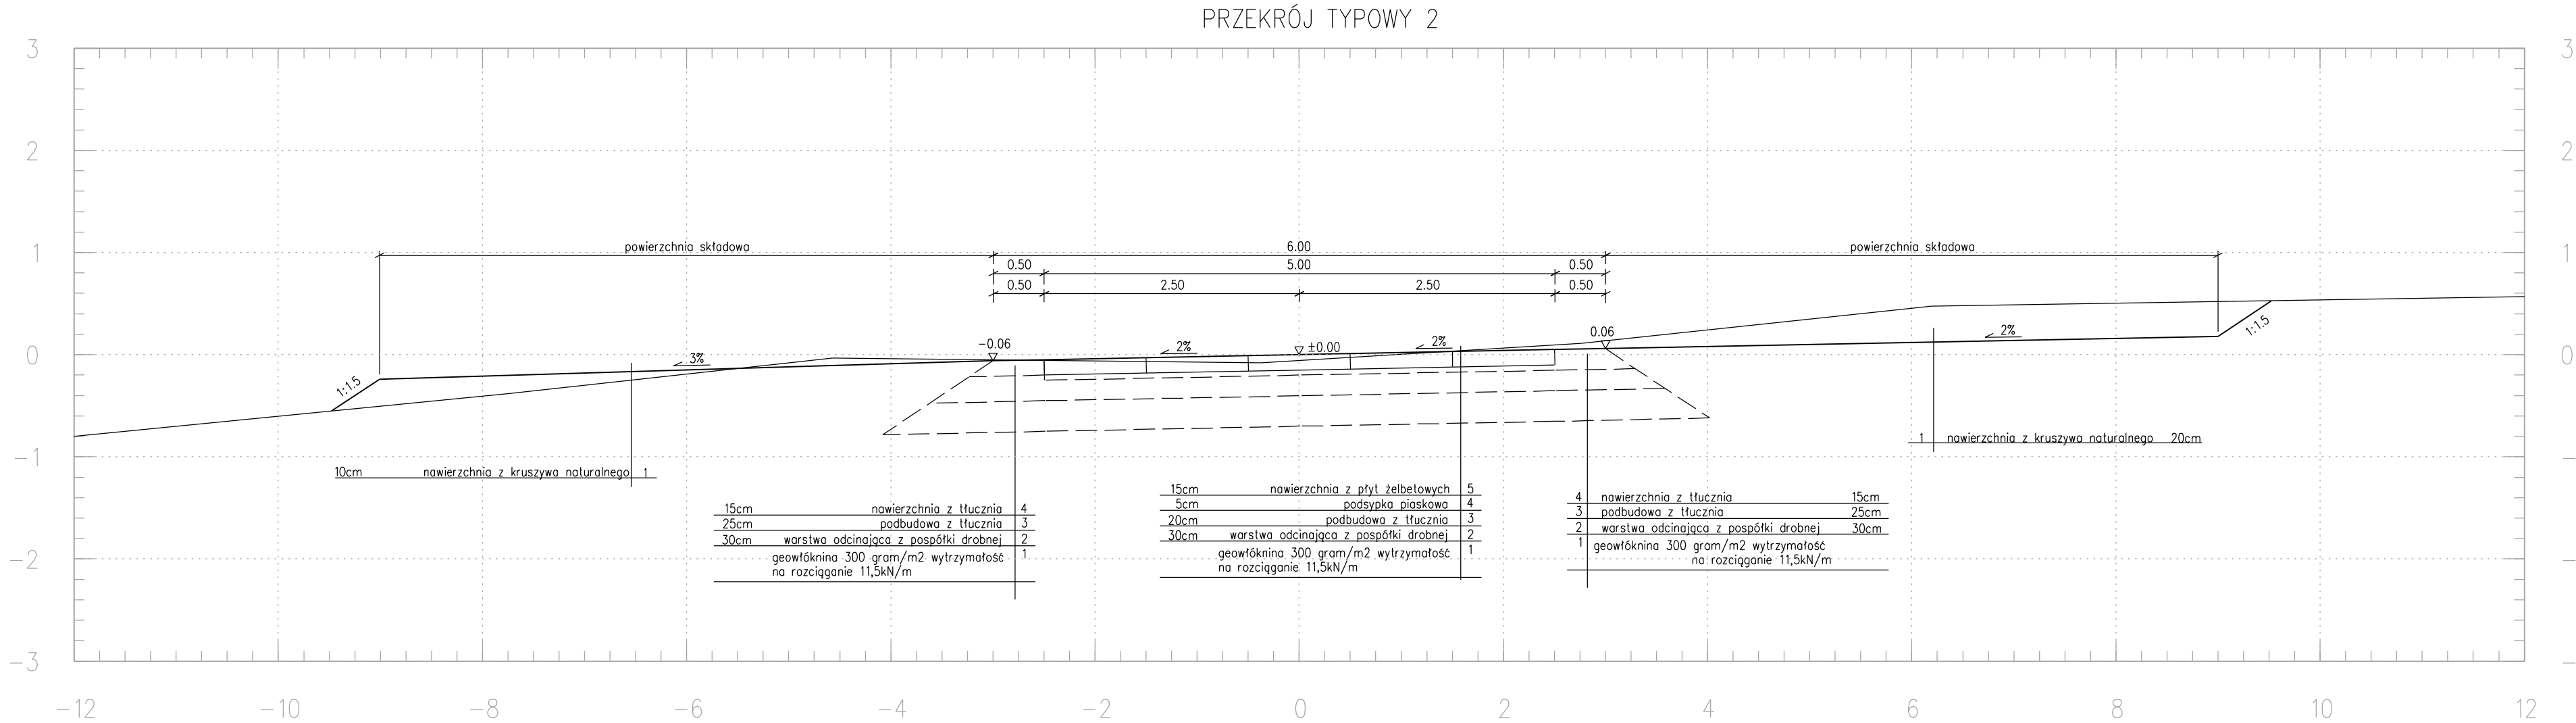 PRZEKRÓJ TYPOWY 2
3 3
2 2
powierzchnia składowa 6.00 powierzchnia składowa
1 1
0.50 5.00 0.50
0.50 2.50 2.50 0.50
-0.06 2% ±0.00 2% 0.06 2%
0 3% 0
1:1.5 1:1.5
-1 -
1 nawierzchnia z kruszywa naturalnego 20cm
10cm nawierzchnia z kruszywa naturalnego 1
15cm nawierzchnia z tłucznia 4
25cm podbudowa z tłucznia 3
30cm warstwa odcinająca z pospółki drobnej 2
geowłóknina 300 gram/m2 wytrzymałość 1
na rozciąganie 11,5kN/m
15cm nawierzchnia z płyt żelbetowych 5
5cm podsypka piaskowa 4
20cm podbudowa z tłucznia 3
30cm warstwa odcinająca z pospółki drobnej 2
geowłóknina 300 gram/m2 wytrzymałość 1
na rozciąganie 11,5kN/m
4 nawierzchnia z tłucznia 15cm
3 podbudowa z tłucznia 25cm
2 warstwa odcinająca z pospółki drobnej 30cm
1 geowłóknina 300 gram/m2 wytrzymałość
na rozciąganie 11,5kN/m
-2 -
-3 -
-12 -10 -8 -6 -4 -2 0 2 4 6 8 10 12